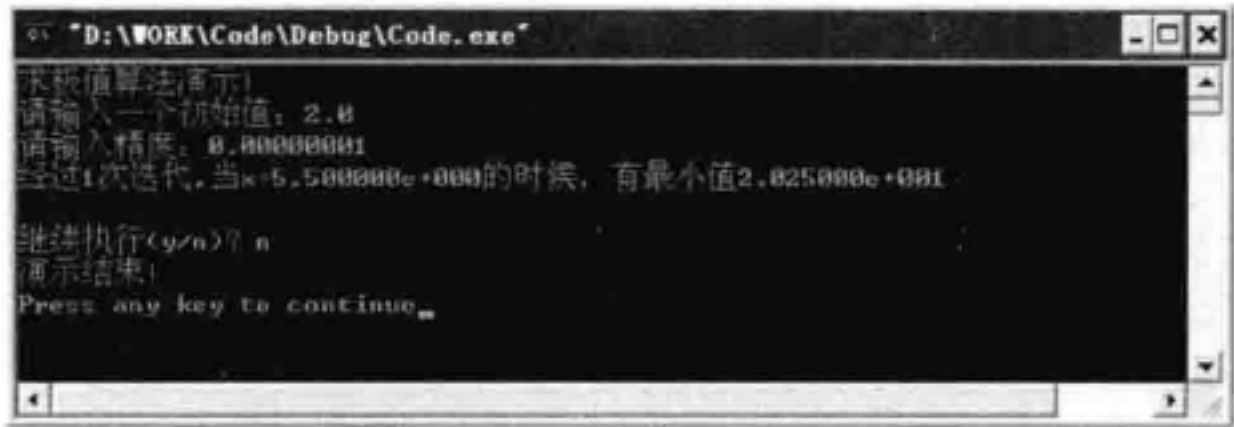 "D:\WORK\Code\Debug\Code.exe"
求极值算法演示!
请输入一个初始值: 2.0
请输入精度: 0.00000001
经过1次迭代,当x=5.500000e+000的时候, 有最小值2.025000e+001
继续执行(y/n)? n
演示结束!
Press any key to continue